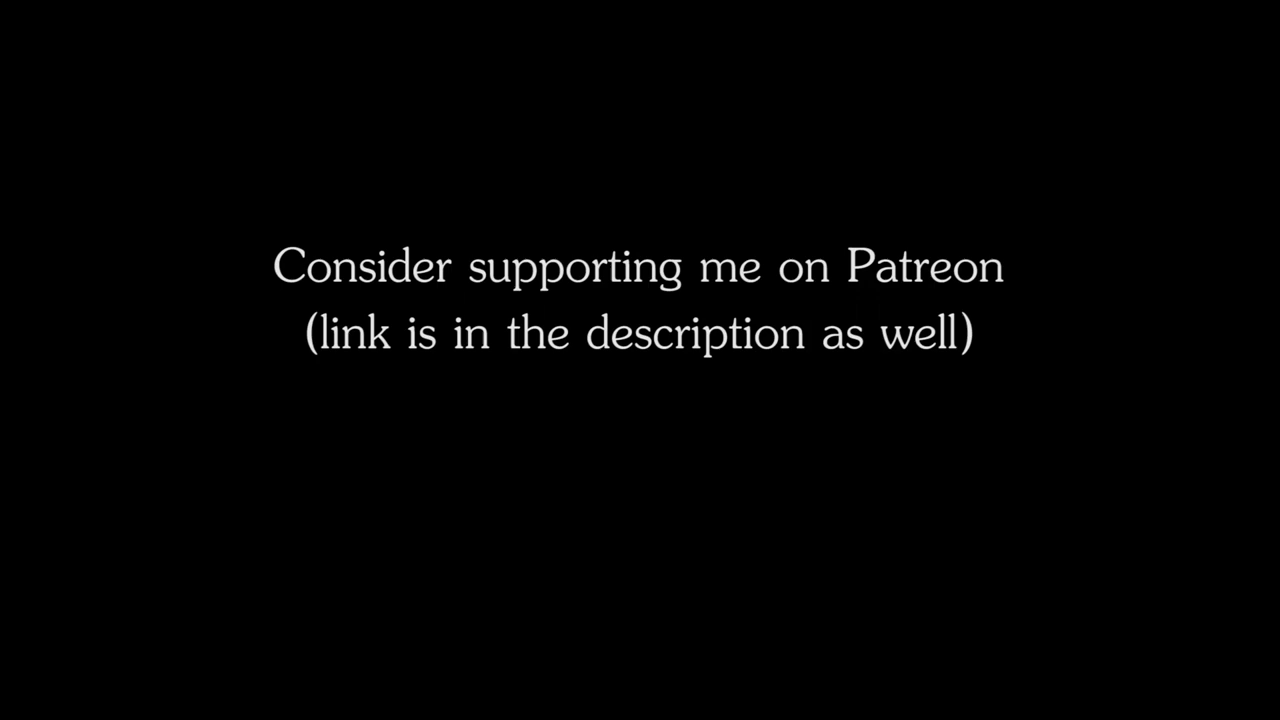 Consider supporting me on Patreon
(link is in the description as well)